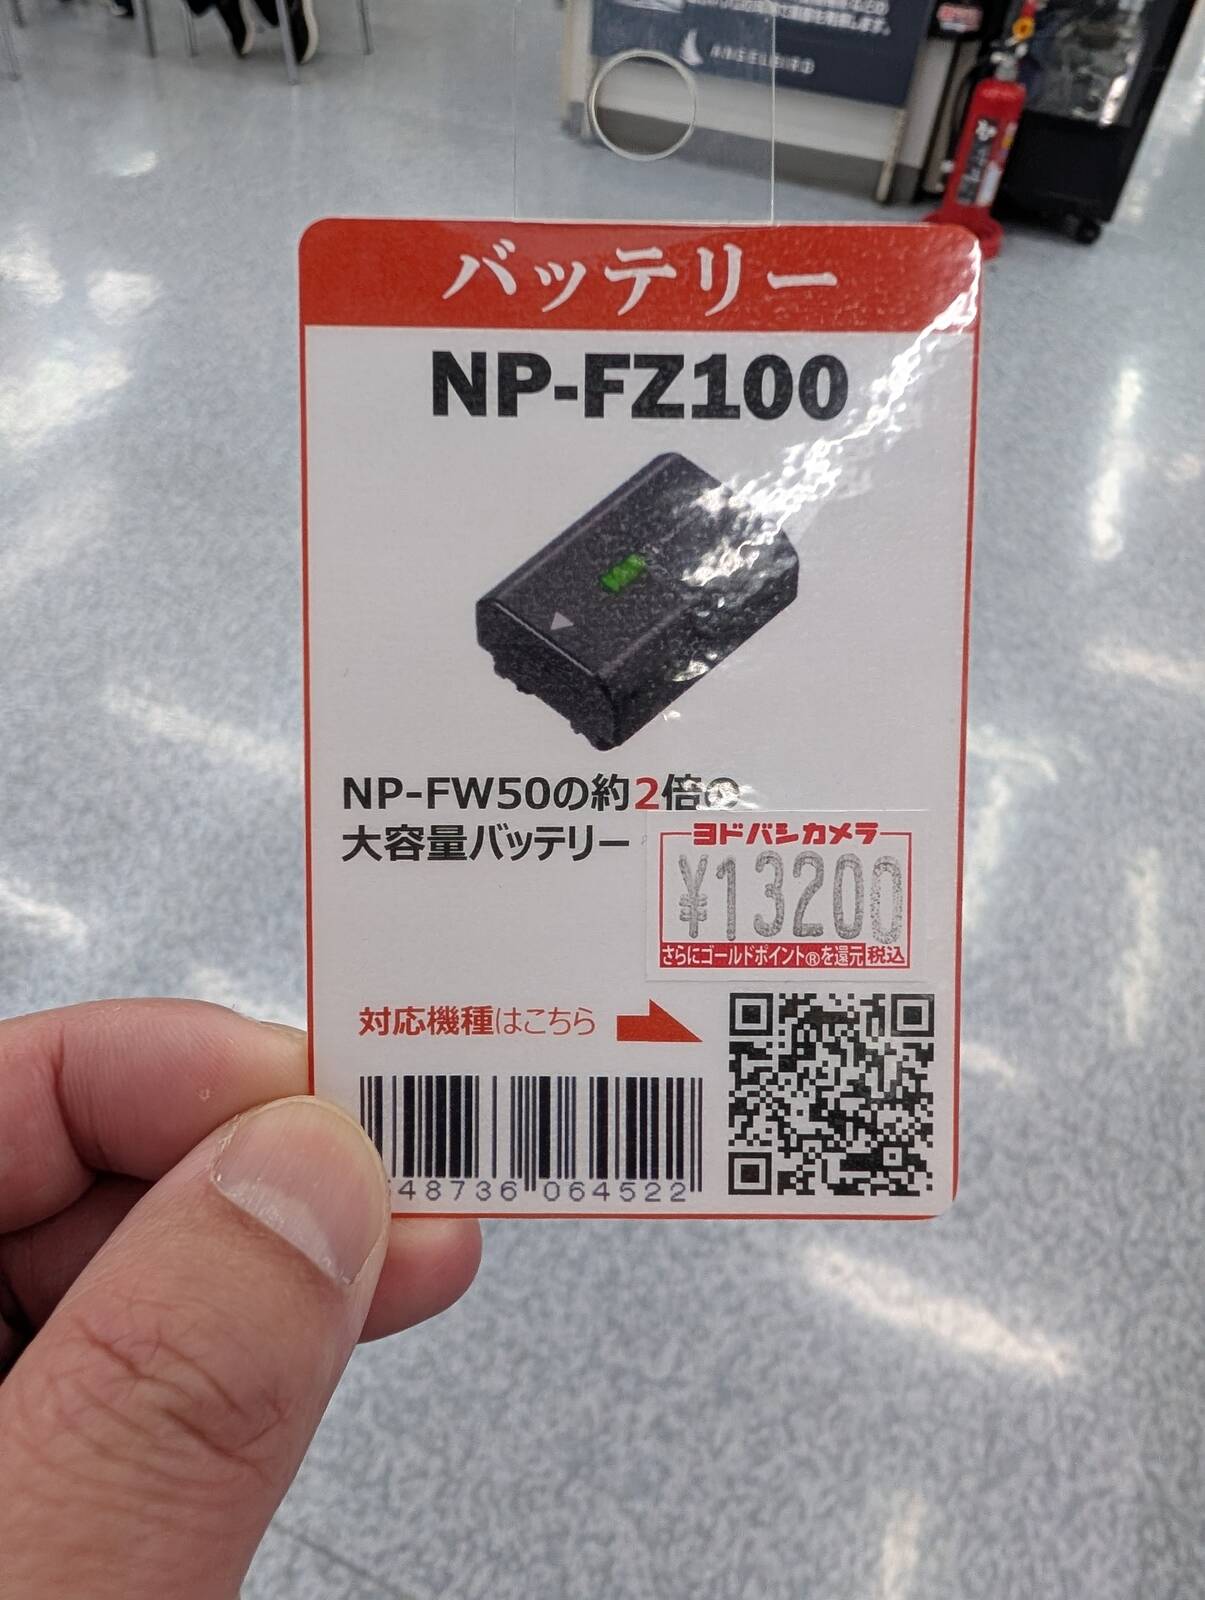 ANGELBIRD
バッテリー
NP-FZ100
NP-FW50の約2倍の
大容量バッテリー
ヨドバシカメラ
¥13200
さらにゴールドポイント®を還元 税込
対応機種はこちら
48736 064522